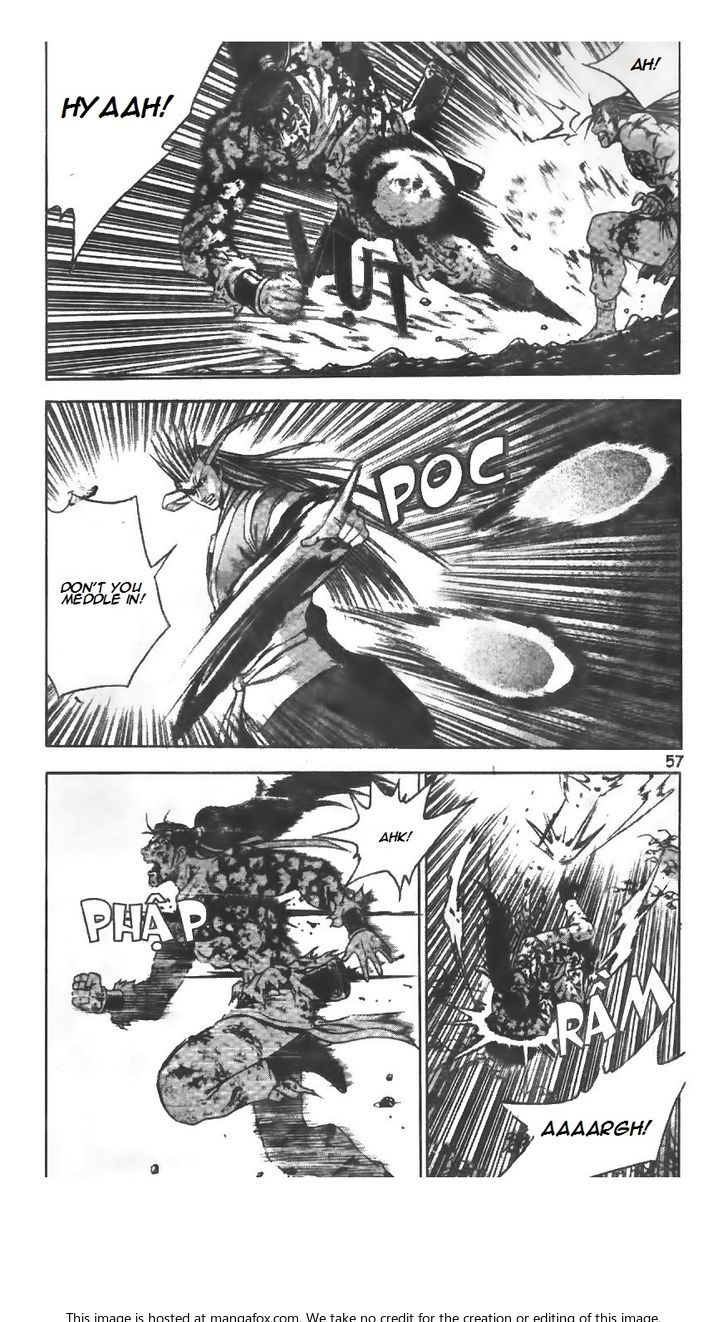 HYAAH!
AH!
VỤT
POC
DON'T YOU
MEDDLE IN!
57
AHK!
PHẬP
RẦM
AAAARGH!
This image is hosted at mangafox.com. We take no credit for the creation or editing of this image.